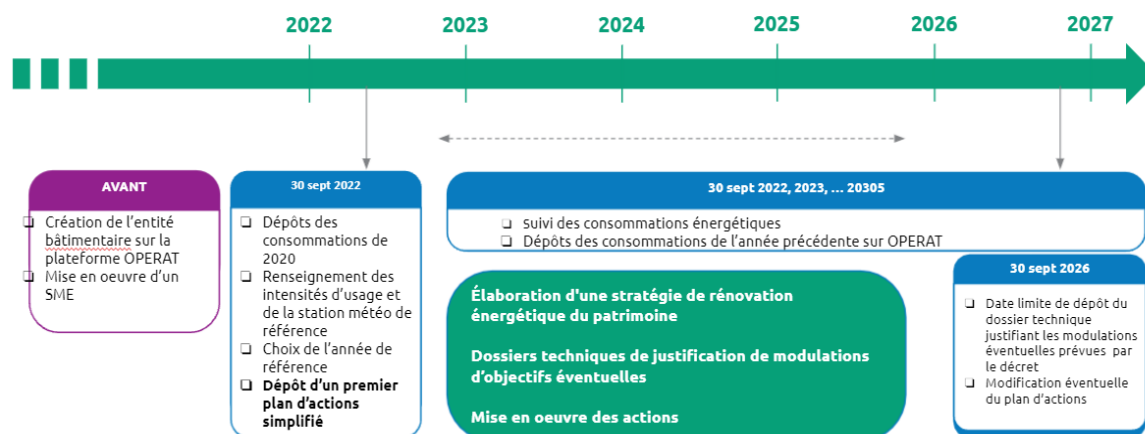 2022
2023
2024
2025
2026
2027
AVANT
❑ Création de l'entité
bâtimentaire sur la
plateforme OPERAT
❑ Mise en oeuvre d'un
SME
30 sept 2022
❑ Dépôts des
consommations de
2020
❑ Renseignement des
intensités d'usage et
de la station météo de
référence
❑ Choix de l'année de
référence
❑ Dépôt d'un premier
plan d'actions
simplifié
30 sept 2022, 2023, ... 20305
❑ Suivi des consommations énergétiques
❑ Dépôts des consommations de l'année précédente sur OPERAT
Élaboration d'une stratégie de rénovation
énergétique du patrimoine
Dossiers techniques de justification de modulations
d'objectifs éventuelles
Mise en oeuvre des actions
30 sept 2026
❑ Date limite de dépôt du
dossier technique
justifiant les modulations
éventuelles prévues par
le décret
❑ Modification éventuelle
du plan d'actions